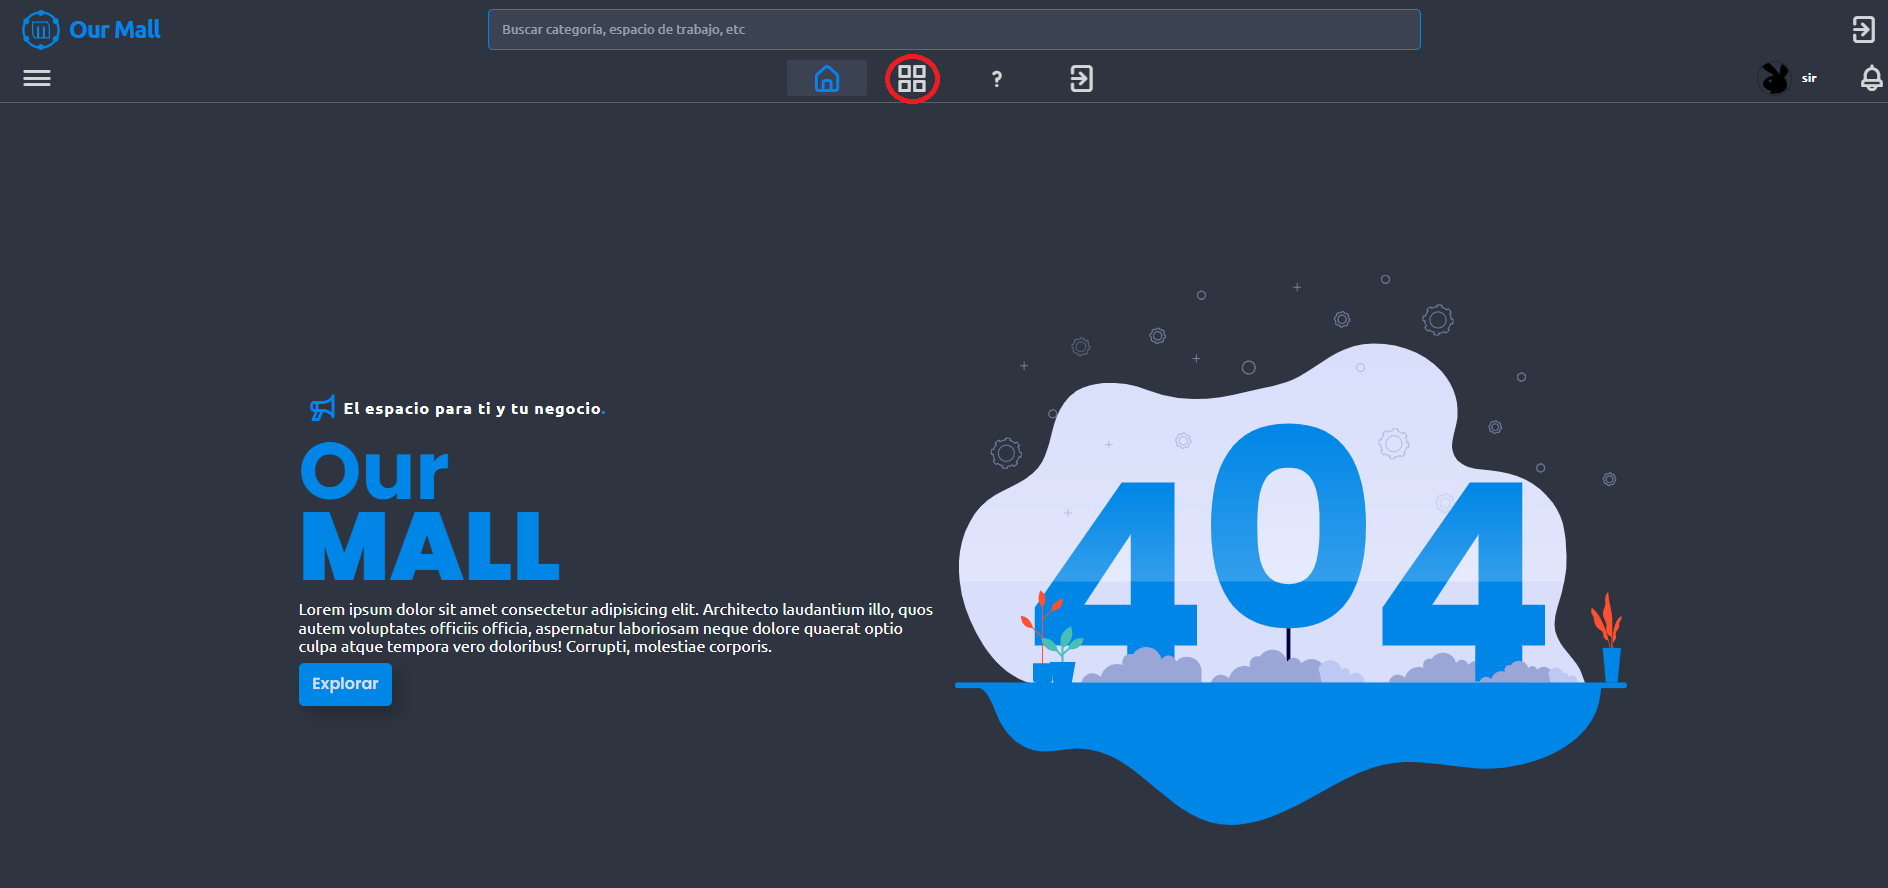 Our Mall
Buscar categoría, espacio de trabajo, etc
?
sir
El espacio para ti y tu negocio.
Our
MALL
Lorem ipsum dolor sit amet consectetur adipisicing elit. Architecto laudantium illo, quos
autem voluptates officiis officia, aspernatur laboriosam neque dolore quaerat optio
culpa atque tempora vero doloribus! Corrupti, molestiae corporis.
Explorar
404